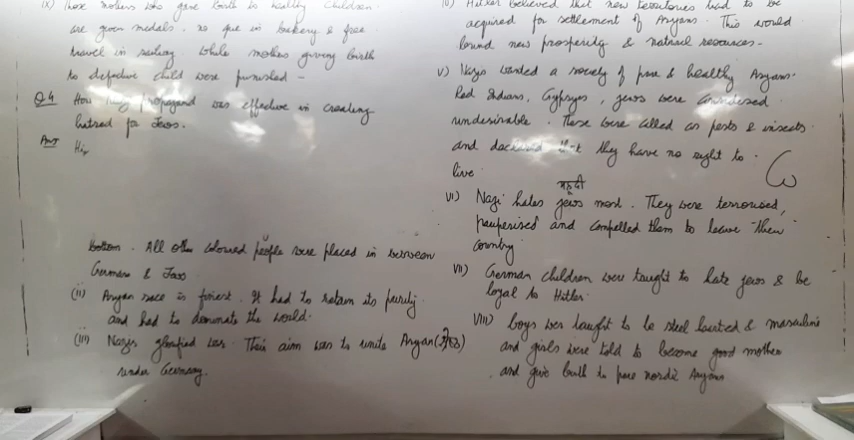 ix) Those mothers who gave birth to healthy children
are given medals, no que in bakery & free
travel in railway while mothers giving birth
to defective child were punished -
Q4 How propagand was effective in creating
hatred for Jews.
Ans
bottom. All other coloured people were placed in between
Germans & Jews
(ii) Aryan race is finest. It had to retain its purity
and had to dominate the world.
(iii) Nazis glorified war. Their aim was to unite Aryan
under Germany.
iv) Hitler believed that new territories had to be
acquired for settlement of Aryans. This would
bound new prosperity & natrual resources -
v) Nazis wanted a society of pure & healthy Aryans.
Red Indians, Gypsyes, jews were considered
undesirable. These were called as pests & insects
and declared that they have no right to
live
यहूदी
vi) Nazi hates jews most. They were terrorised,
pauperised and compelled them to leave their
country
vii) German children were taught to hate jews & be
loyal to Hitler.
viii) boys were taught to be steel hearted & masculine
and girls were told to become good mother
and give birth to pure nordic Aryans